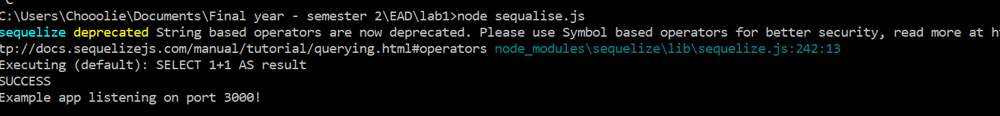 C:\Users\Chooolie\Documents\Final year - semester 2\EAD\lab1>node sequalise.js
sequelize deprecated String based operators are now deprecated. Please use Symbol based operators for better security, read more at ht
tp://docs.sequelizejs.com/manual/tutorial/querying.html#operators node_modules\sequelize\lib\sequelize.js:242:13
Executing (default): SELECT 1+1 AS result
SUCCESS
Example app listening on port 3000!